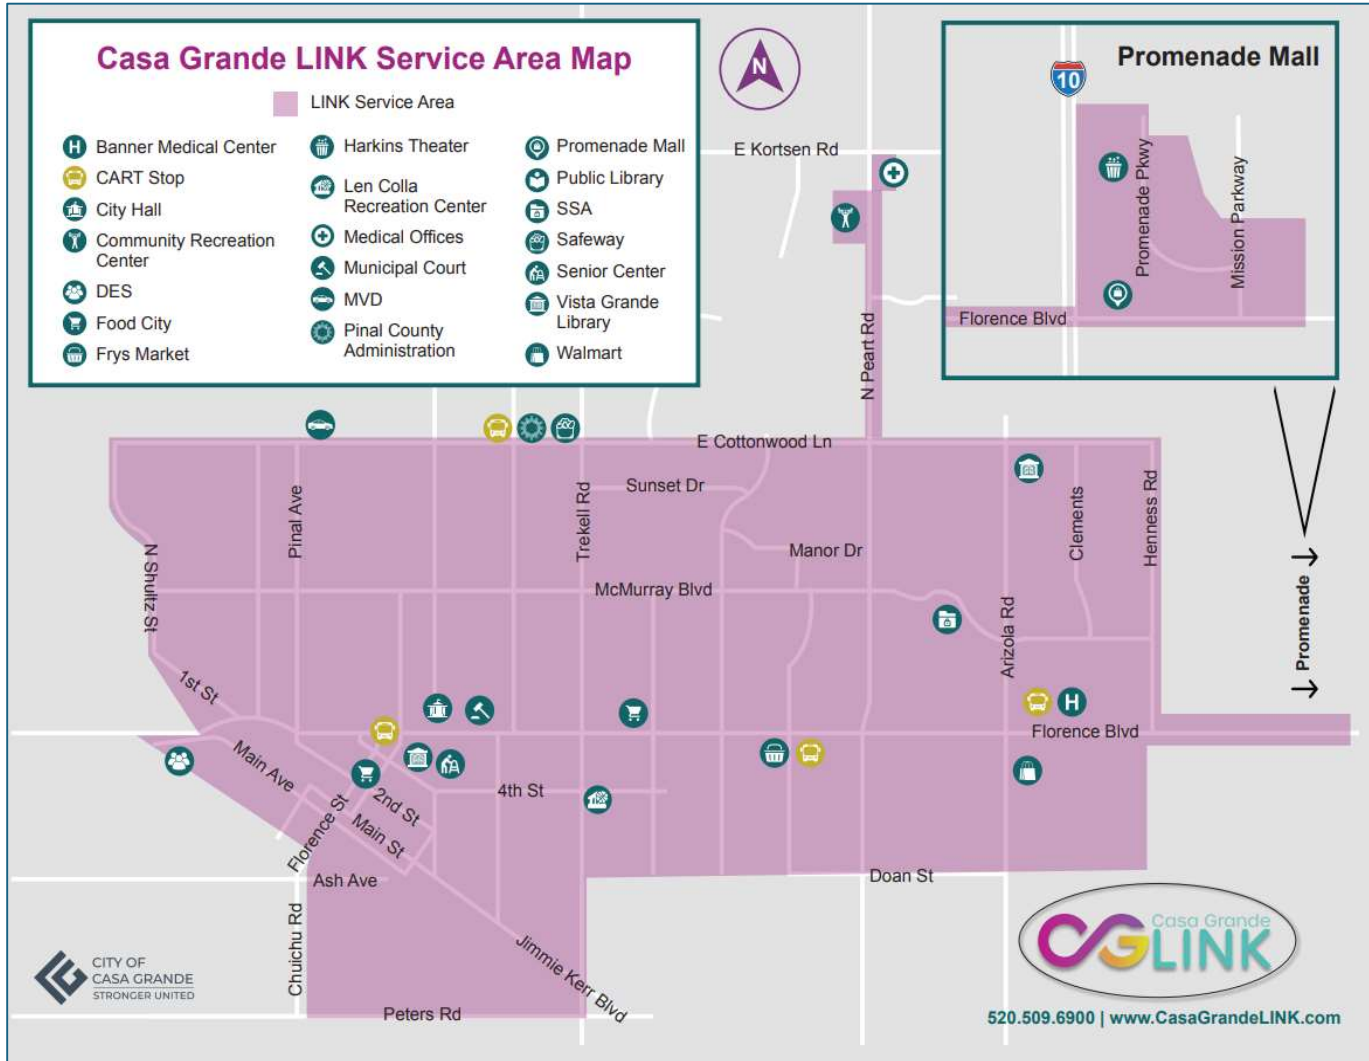 Casa Grande LINK Service Area Map
LINK Service Area
H Banner Medical Center
CART Stop
City Hall
Community Recreation
Center
DES
Food City
Frys Market
Harkins Theater
Len Colla
Recreation Center
Medical Offices
Municipal Court
MVD
Pinal County
Administration
Promenade Mall
Public Library
SSA
Safeway
Senior Center
Vista Grande
Library
Walmart
N
E Kortsen Rd
N Peart Rd
10
Promenade Mall
Promenade Pkwy
Mission Parkway
Florence Blvd
E Cottonwood Ln
Sunset Dr
Pinal Ave
Trekell Rd
Manor Dr
Clements
Henness Rd
N Shultz St
McMurray Blvd
Arizola Rd
Promenade
1st St
H
Florence Blvd
Main Ave
2nd St
4th St
Florence St
Main St
Ash Ave
Doan St
Chuichu Rd
Jimmie Kerr Blvd
Peters Rd
CITY OF
CASA GRANDE
STRONGER UNITED
CG Casa Grande
LINK
520.509.6900 | www.CasaGrandeLINK.com